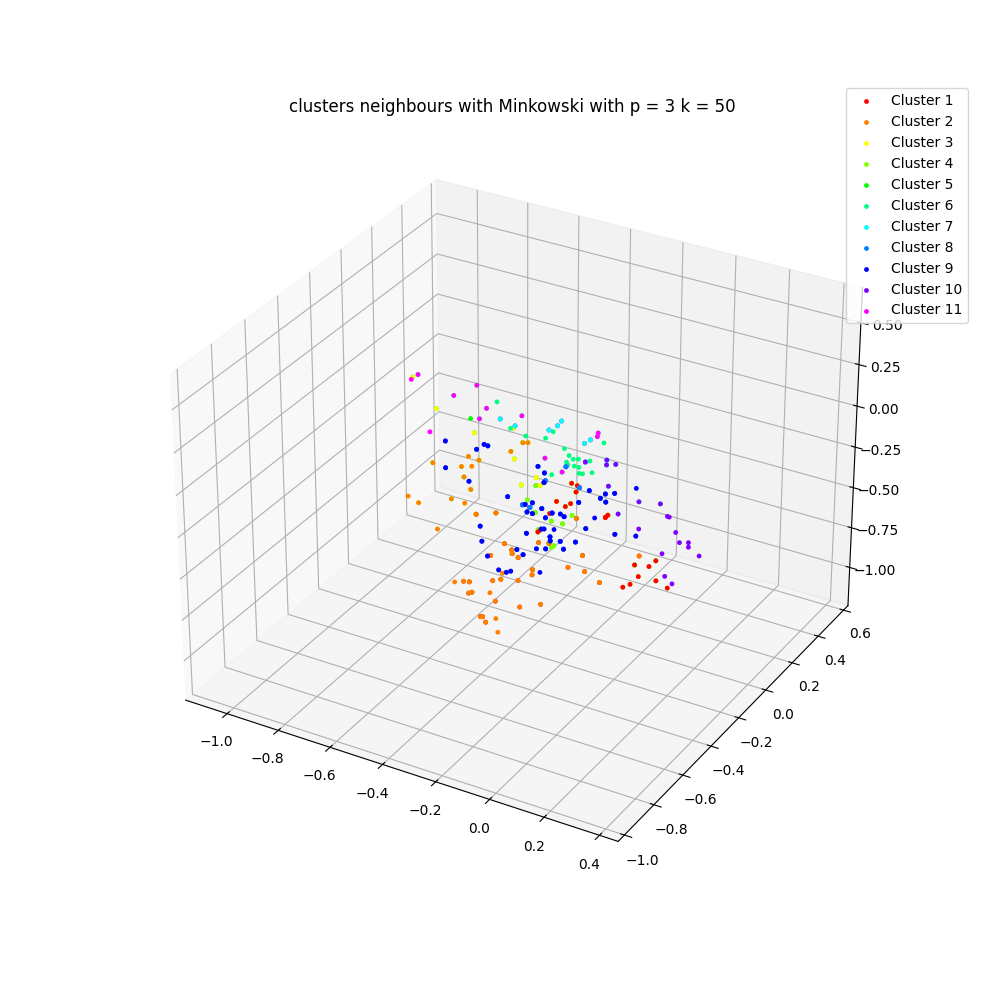 clusters neighbours with Minkowski with p = 3 k = 50
Cluster 1
Cluster 2
Cluster 3
Cluster 4
Cluster 5
Cluster 6
Cluster 7
Cluster 8
Cluster 9
Cluster 10
Cluster 11
0.50
0.25
0.00
−0.25
−0.50
−0.75
−1.00
0.6
0.4
0.2
0.0
−0.2
−0.4
−0.6
−0.8
−1.0
−1.0
−0.8
−0.6
−0.4
−0.2
0.0
0.2
0.4